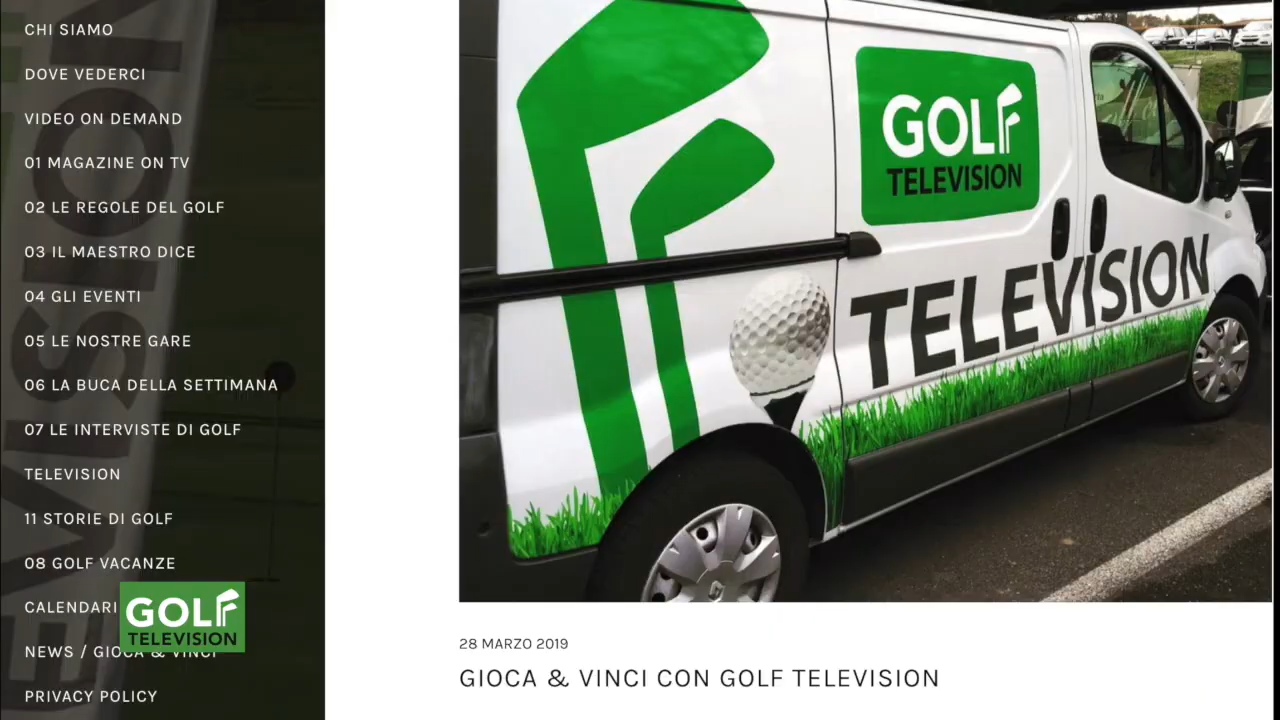 CHI SIAMO
DOVE VEDERCI
VIDEO ON DEMAND
01 MAGAZINE ON TV
02 LE REGOLE DEL GOLF
03 IL MAESTRO DICE
04 GLI EVENTI
05 LE NOSTRE GARE
06 LA BUCA DELLA SETTIMANA
07 LE INTERVISTE DI GOLF
TELEVISION
11 STORIE DI GOLF
08 GOLF VACANZE
CALENDARI
NEWS / GIOCA & VINCI
PRIVACY POLICY
GOLF
TELEVISION
GOLF
TELEVISION
TELEVISION
28 MARZO 2019
GIOCA & VINCI CON GOLF TELEVISION